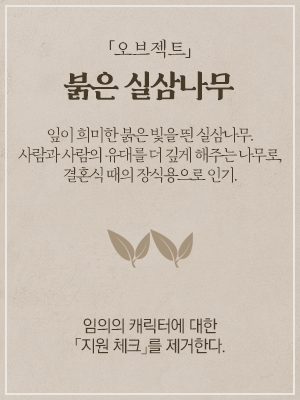 「오브젝트」
붉은 실삼나무
잎이 희미한 붉은 빛을 띈 실삼나무.
사람과 사람의 유대를 더 깊게 해주는 나무로,
결혼식 때의 장식용으로 인기.
임의의 캐릭터에 대한
「지원 체크」를 제거한다.